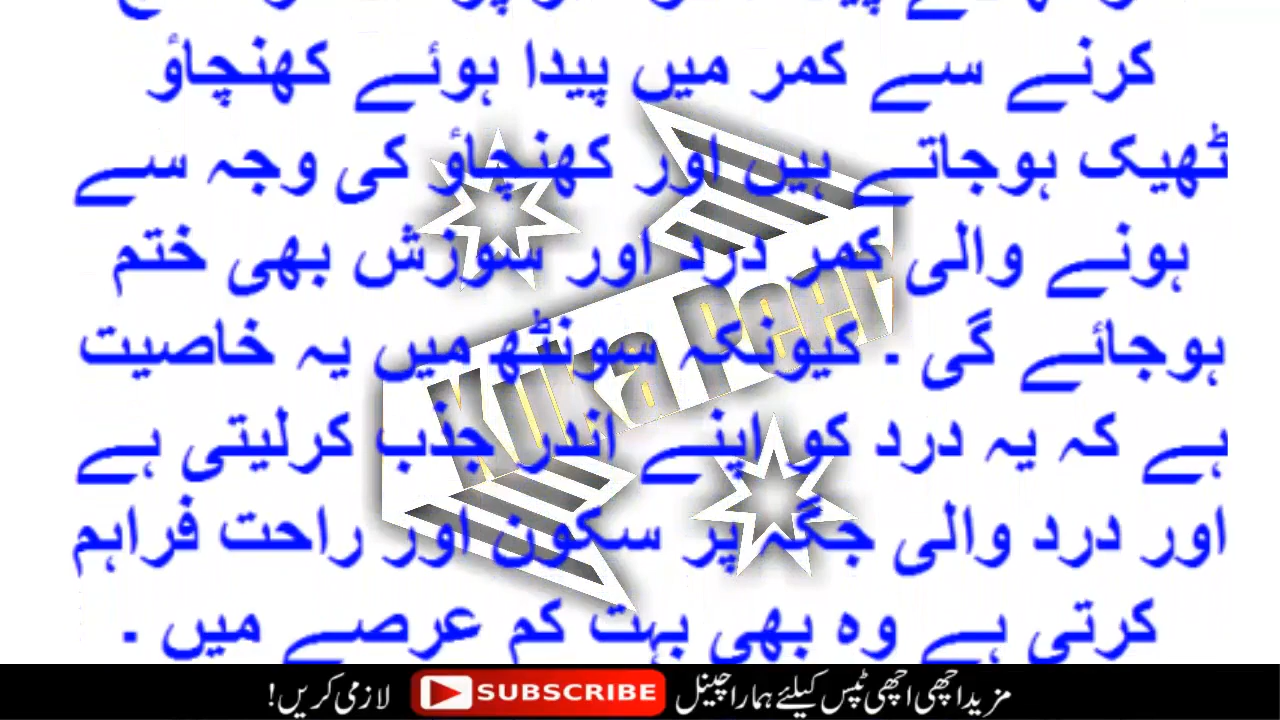 کرنے سے کمر میں پیدا ہوئے کھنچاؤ
ٹھیک ہوجاتے ہیں اور کھنچاؤ کی وجہ سے
ہونے والی کمر درد اور سوزش بھی ختم
ہوجائے گی ۔ کیونکہ سونٹھ میں یہ خاصیت
ہے کہ یہ درد کو اپنے اندر جذب کرلیتی ہے
اور درد والی جگہ پر سکون اور راحت فراہم
کرتی ہے وہ بھی بہت کم عرصے میں ۔
Kuka Peer
مزید اچھی اچھی ٹپس کیلئے ہمارا چینل SUBSCRIBE لازمی کریں!